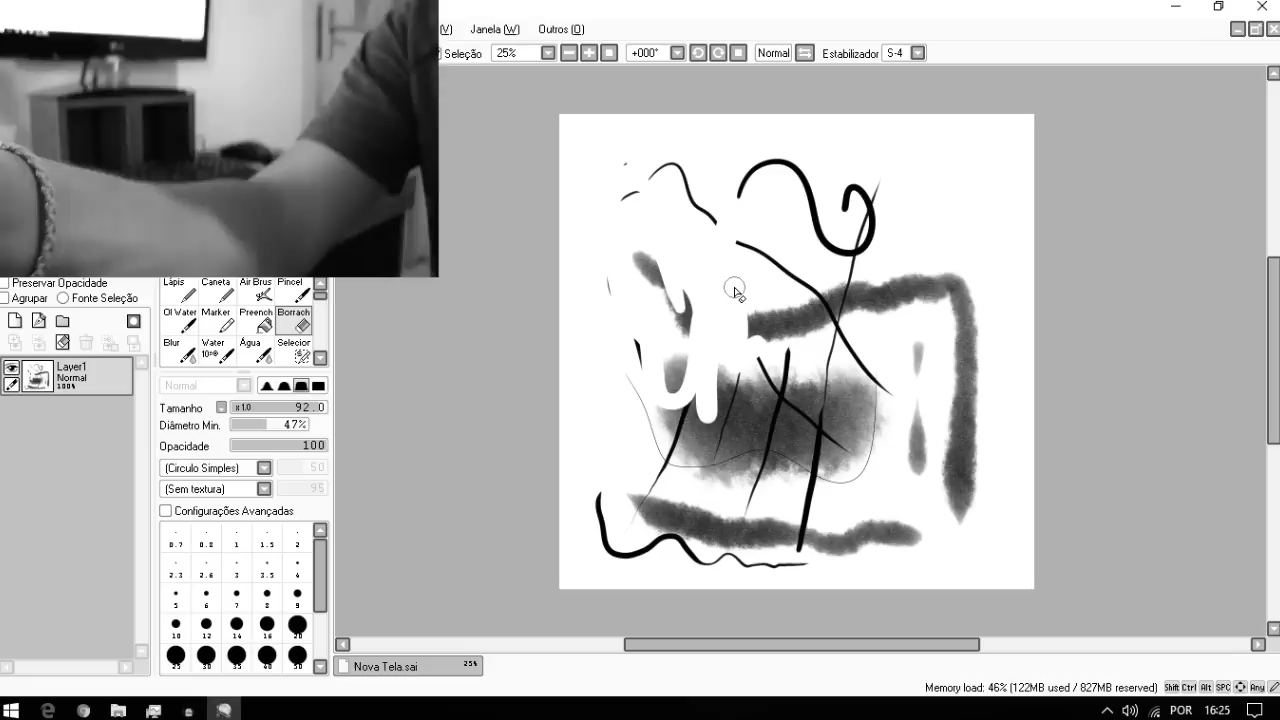 (V) Janela (W) Outros (O)
Seleção 25% +000° Normal Estabilizador S-4
Preservar Opacidade
Agrupar Fonte Seleção
Lápis Caneta Air Brus Pincel
Ol Water Marker Preench Borrach
Blur Water Água Selecior
Layer1
Normal
100%
Normal
Tamanho x1.0 92.0
Diâmetro Min. 47%
Opacidade 100
(Circulo Simples) 50
(Sem textura) 95
Configurações Avançadas
0.7 0.8 1 1.5 2
2.3 2.6 3 3.5 4
5 6 7 8 9
10 12 14 16 20
25 30 35 40 50
Nova Tela.sai 25%
Memory load: 46% (122MB used / 827MB reserved) Shift Ctrl Alt SPC Any
POR 16:25